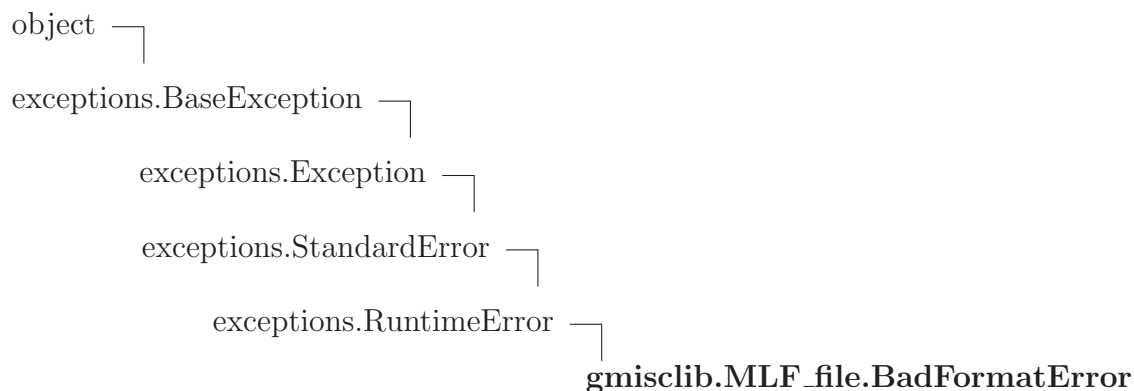 object
exceptions.BaseException
exceptions.Exception
exceptions.StandardError
exceptions.RuntimeError
gmisclib.MLF_file.BadFormatError